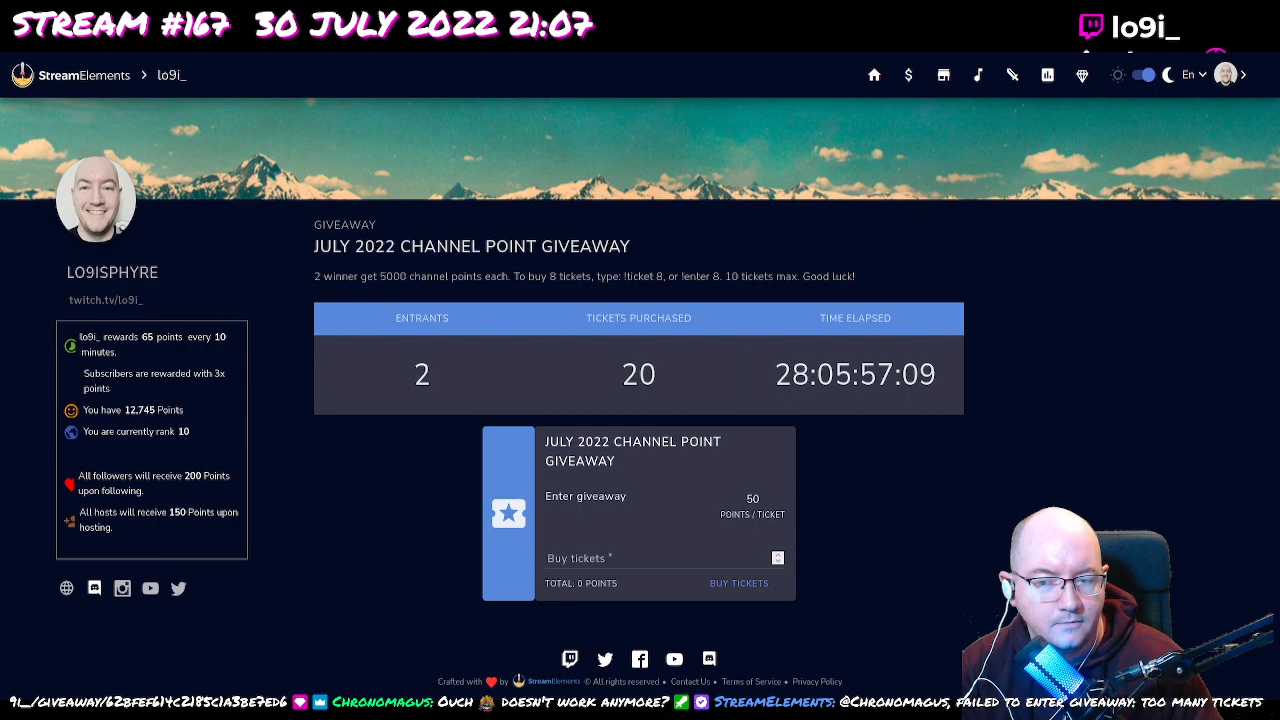 STREAM #167 30 JULY 2022 21:07
lo9i_
StreamElements > lo9i_
En
GIVEAWAY
JULY 2022 CHANNEL POINT GIVEAWAY
2 winner get 5000 channel points each. To buy 8 tickets, type: !ticket 8, or !enter 8. 10 tickets max. Good luck!
ENTRANTS TICKETS PURCHASED TIME ELAPSED
2 20 28:05:57:09
LO9ISPHYRE
twitch.tv/lo9i_
lo9i_ rewards 65 points every 10
minutes.
Subscribers are rewarded with 3x
points
You have 12,745 Points
You are currently rank 10
All followers will receive 200 Points
upon following.
All hosts will receive 150 Points upon
hosting.
JULY 2022 CHANNEL POINT
GIVEAWAY
Enter giveaway 50
POINTS / TICKET
Buy tickets *
TOTAL: 0 POINTS BUY TICKETS
Crafted with by StreamElements © All rights reserved • Contact Us • Terms of Service • Privacy Policy
Chronomagus: Ouch doesn't work anymore? StreamElements: @Chronomagus, failed to enter giveaway: too many tickets